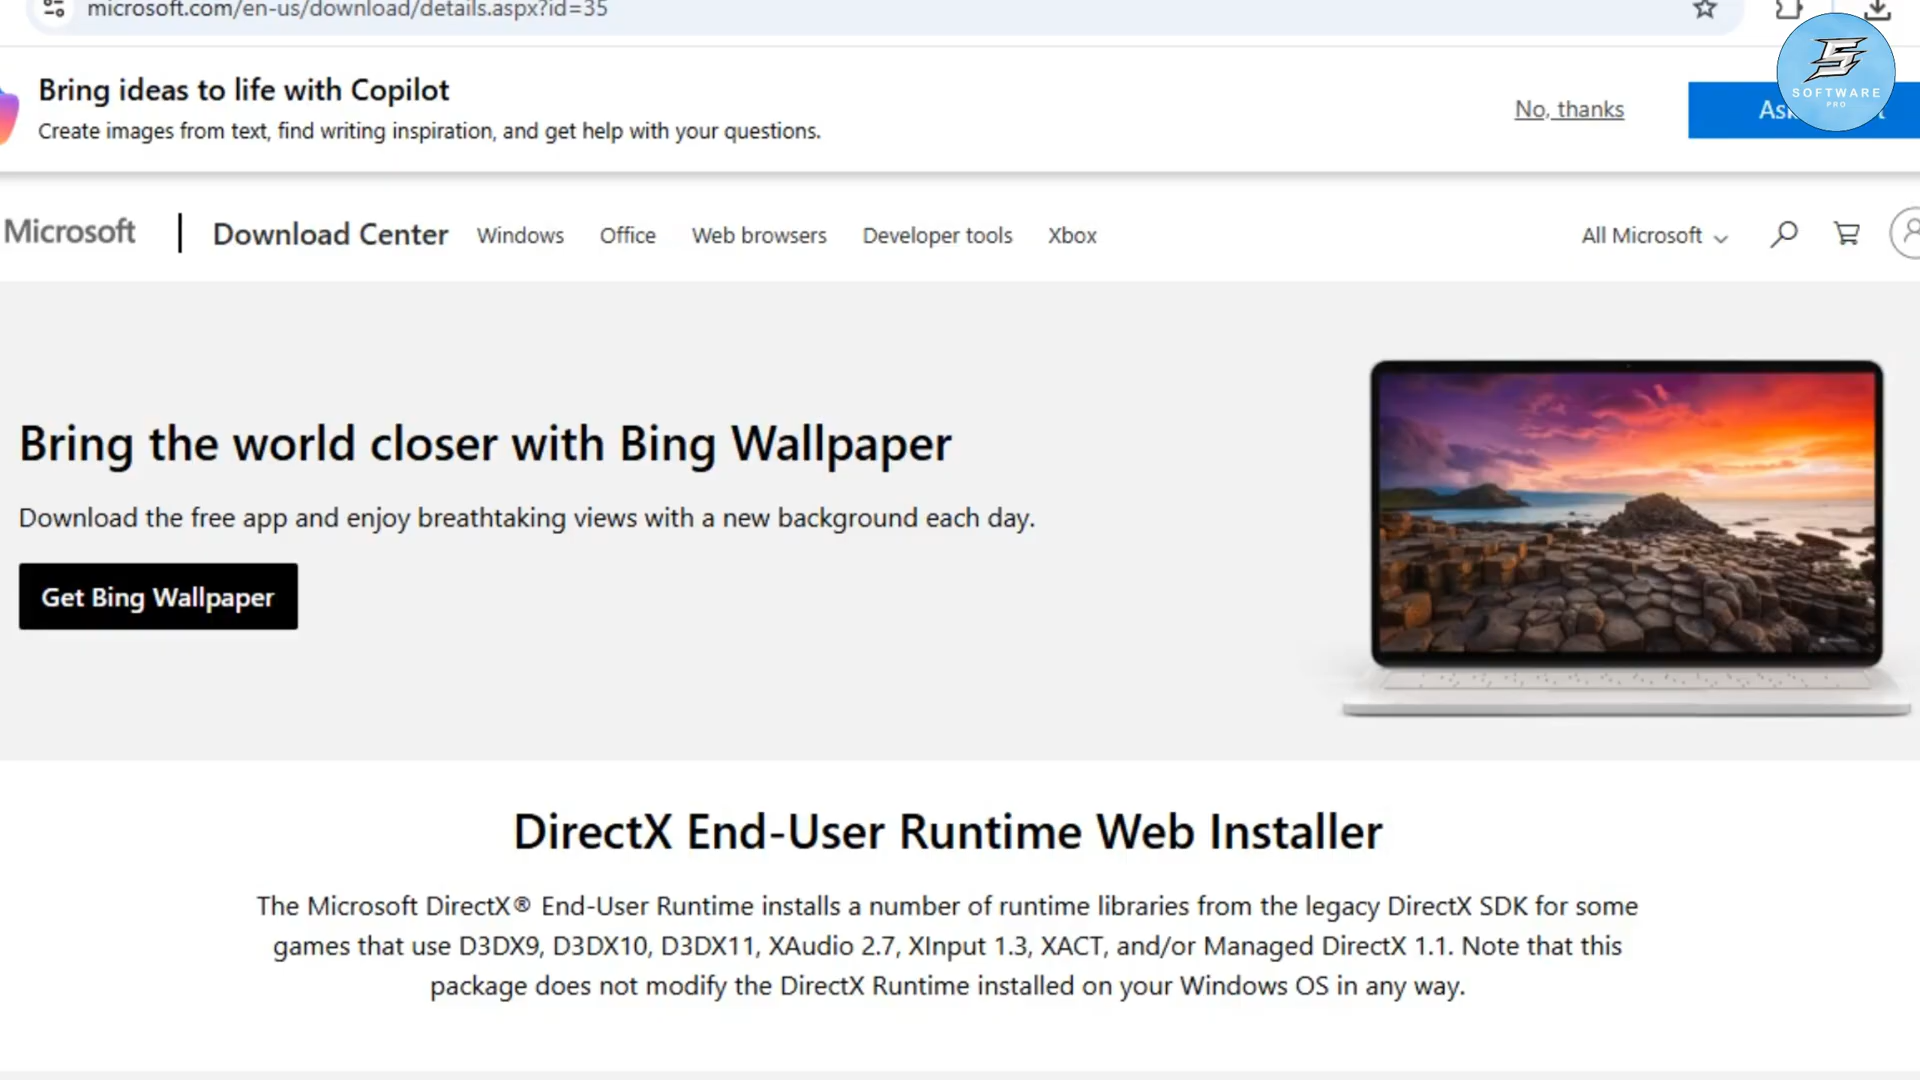 microsoft.com/en-us/download/details.aspx?id=35
Bring ideas to life with Copilot
Create images from text, find writing inspiration, and get help with your questions.
No, thanks
SOFTWARE
PRO
Microsoft
Download Center
Windows
Office
Web browsers
Developer tools
Xbox
All Microsoft
Bring the world closer with Bing Wallpaper
Download the free app and enjoy breathtaking views with a new background each day.
Get Bing Wallpaper
DirectX End-User Runtime Web Installer
The Microsoft DirectX® End-User Runtime installs a number of runtime libraries from the legacy DirectX SDK for some
games that use D3DX9, D3DX10, D3DX11, XAudio 2.7, XInput 1.3, XACT, and/or Managed DirectX 1.1. Note that this
package does not modify the DirectX Runtime installed on your Windows OS in any way.